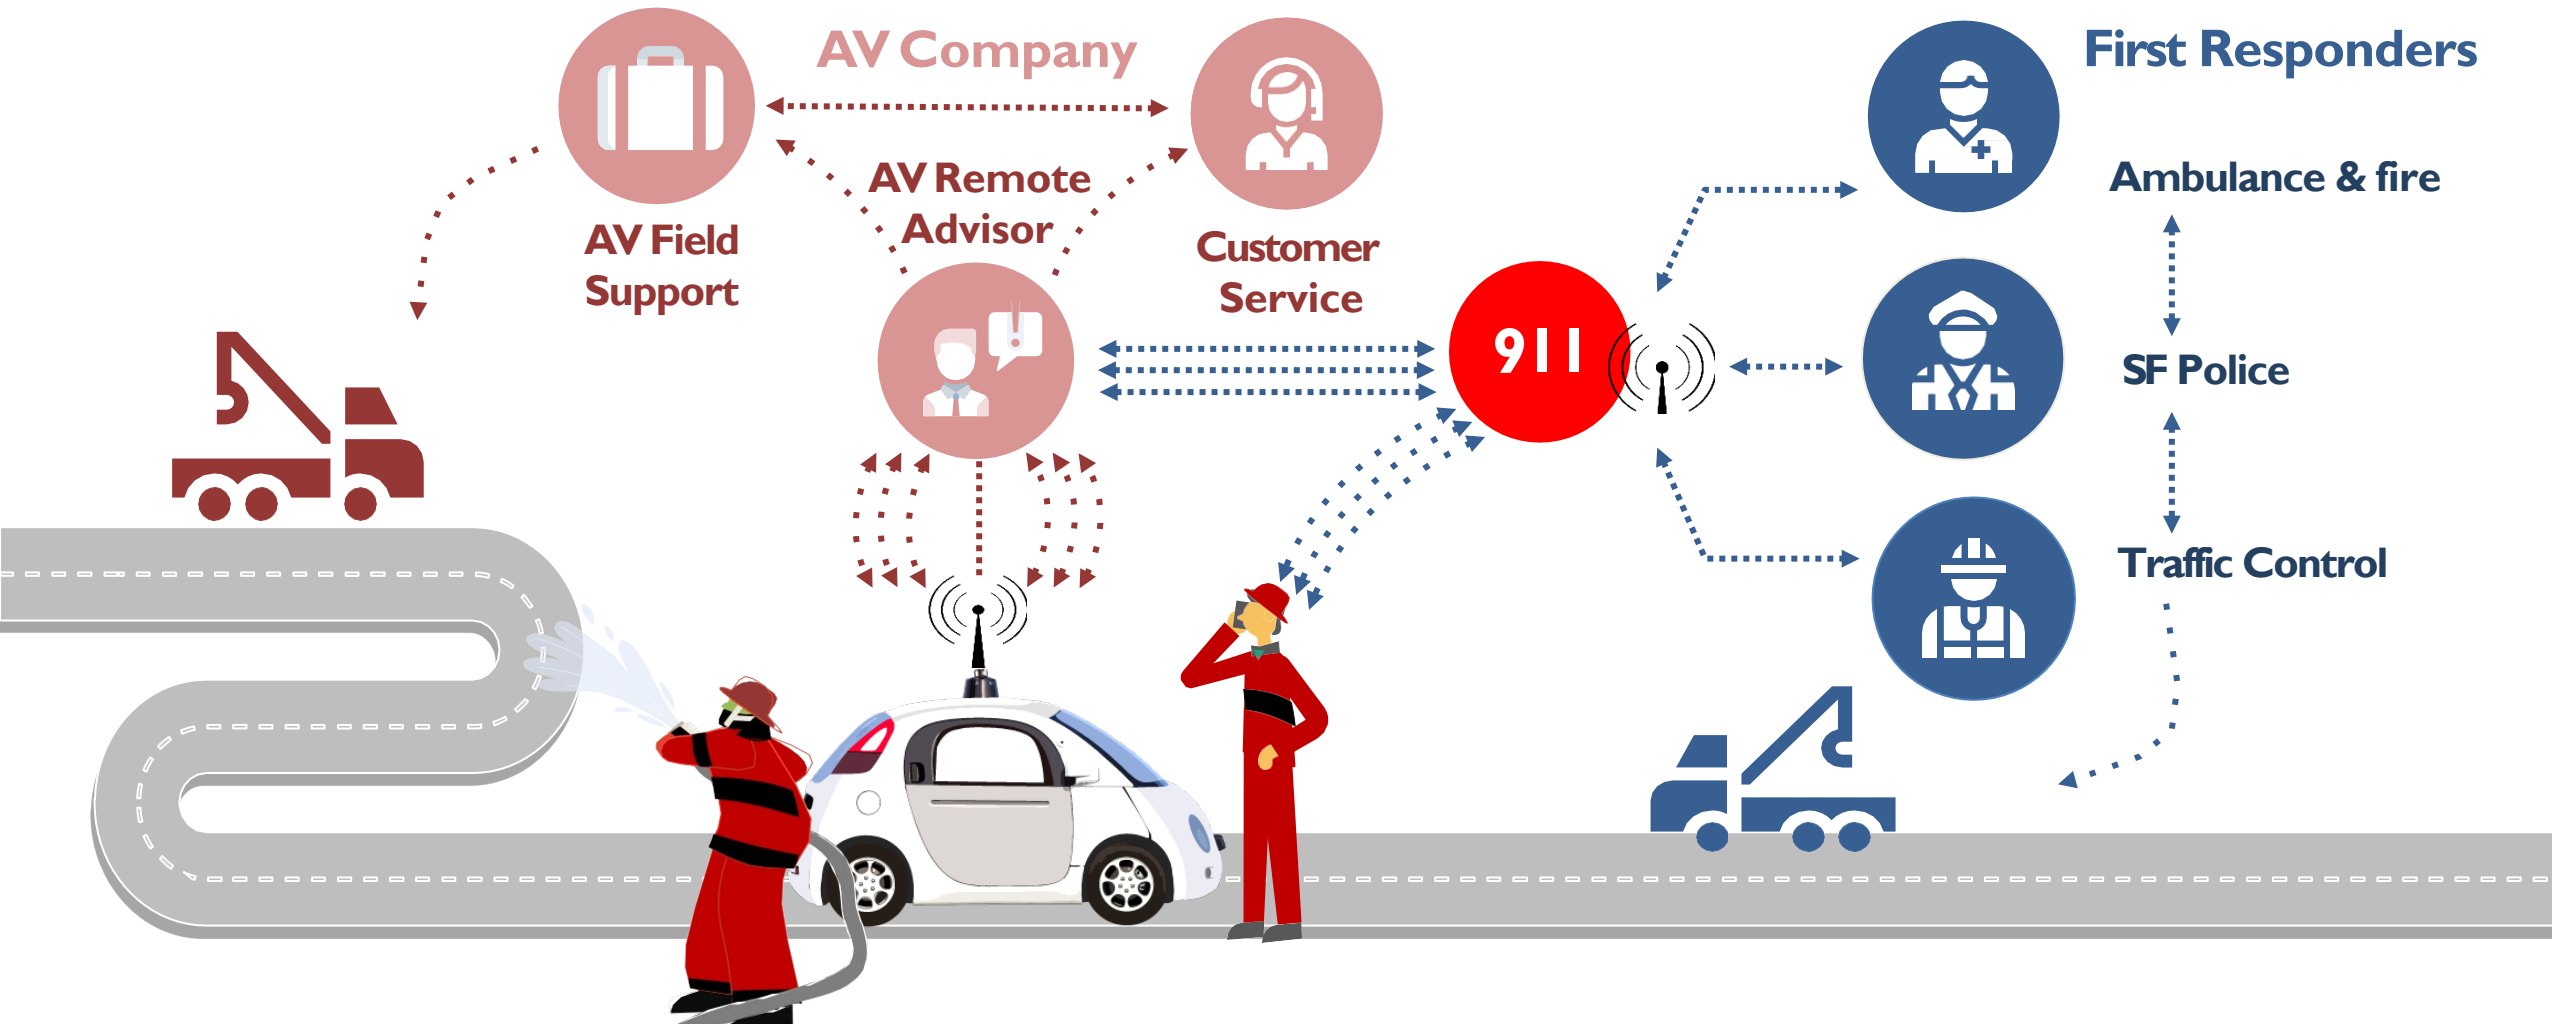 AV Company
First Responders
AV Remote
Advisor
AV Field
Support
Customer
Service
911
Ambulance & fire
SF Police
Traffic Control